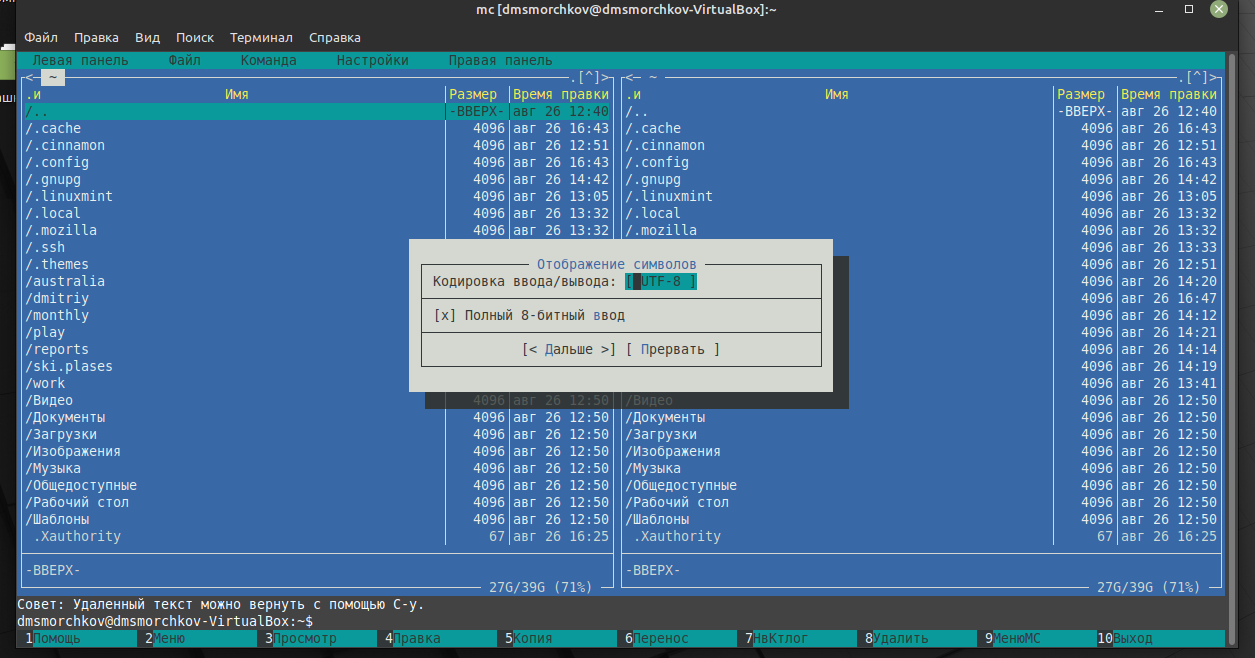 mc [dmsmorchkov@dmsmorchkov-VirtualBox]:~
Файл Правка Вид Поиск Терминал Справка
Левая панель Файл Команда Настройки Правая панель
<— ~ .[^]> <— ~ .[^]>
.и Имя Размер Время правки .и Имя Размер Время правки
/.. -ВВЕРХ- авг 26 12:40 /.. -ВВЕРХ- авг 26 12:40
/.cache 4096 авг 26 16:43 /.cache 4096 авг 26 16:43
/.cinnamon 4096 авг 26 12:51 /.cinnamon 4096 авг 26 12:51
/.config 4096 авг 26 16:43 /.config 4096 авг 26 16:43
/.gnupg 4096 авг 26 14:42 /.gnupg 4096 авг 26 14:42
/.linuxmint 4096 авг 26 13:05 /.linuxmint 4096 авг 26 13:05
/.local 4096 авг 26 13:32 /.local 4096 авг 26 13:32
/.mozilla 4096 авг 26 13:32 /.mozilla 4096 авг 26 13:32
/.ssh 4096 авг 26 13:33
/.themes Отображение символов 4096 авг 26 12:51
/australia Кодировка ввода/вывода: [ UTF-8 ] 4096 авг 26 14:20
/dmitriy 4096 авг 26 16:47
/monthly [x] Полный 8-битный ввод 4096 авг 26 14:12
/play 4096 авг 26 14:21
/reports [< Дальше >] [ Прервать ] 4096 авг 26 14:14
/ski.plases 4096 авг 26 14:19
/work 4096 авг 26 13:41
/Видео 4096 авг 26 12:50 /Видео 4096 авг 26 12:50
/Документы 4096 авг 26 12:50 /Документы 4096 авг 26 12:50
/Загрузки 4096 авг 26 12:50 /Загрузки 4096 авг 26 12:50
/Изображения 4096 авг 26 12:50 /Изображения 4096 авг 26 12:50
/Музыка 4096 авг 26 12:50 /Музыка 4096 авг 26 12:50
/Общедоступные 4096 авг 26 12:50 /Общедоступные 4096 авг 26 12:50
/Рабочий стол 4096 авг 26 12:50 /Рабочий стол 4096 авг 26 12:50
/Шаблоны 4096 авг 26 12:50 /Шаблоны 4096 авг 26 12:50
.Xauthority 67 авг 26 16:25 .Xauthority 67 авг 26 16:25
-ВВЕРХ- -ВВЕРХ-
27G/39G (71%) 27G/39G (71%)
Совет: Удаленный текст можно вернуть с помощью C-y.
dmsmorchkov@dmsmorchkov-VirtualBox:~$
1Помощь 2Меню 3Просмотр 4Правка 5Копия 6Перенос 7НвКтлог 8Удалить 9МенюМС 10Выход